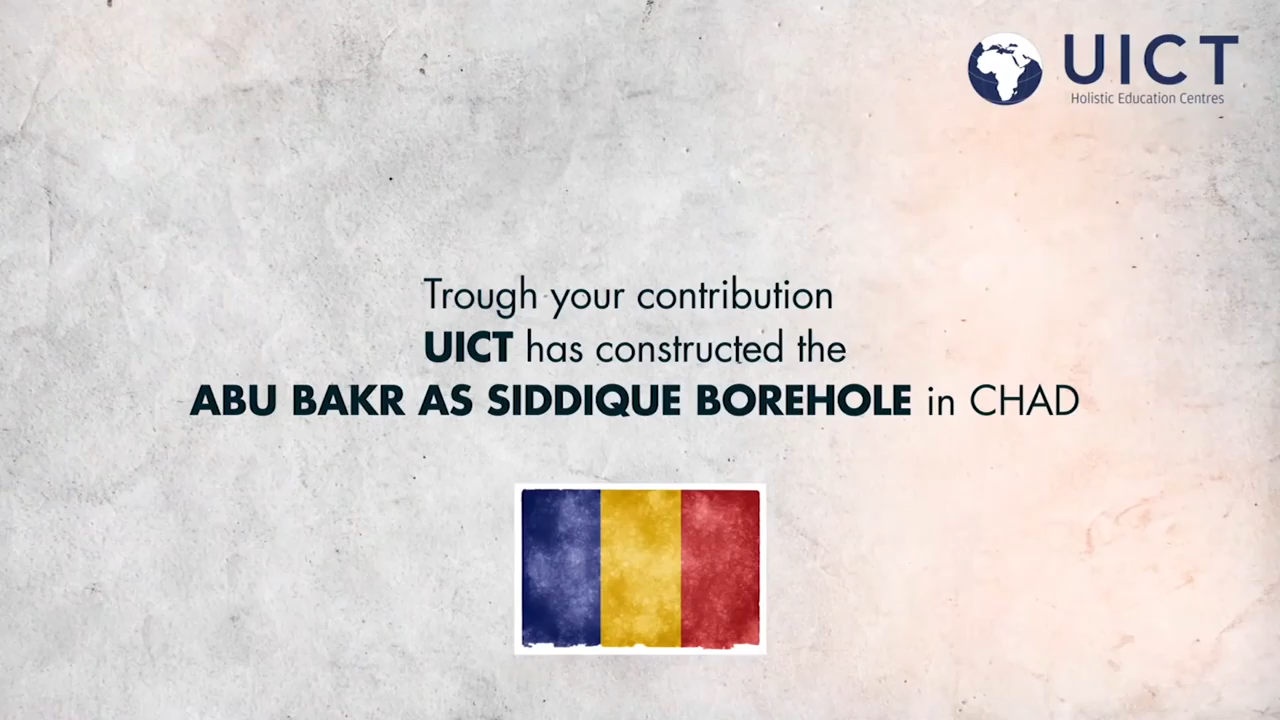 UICT
Holistic Education Centres
Trough your contribution
UICT has constructed the
ABU BAKR AS SIDDIQUE BOREHOLE in CHAD